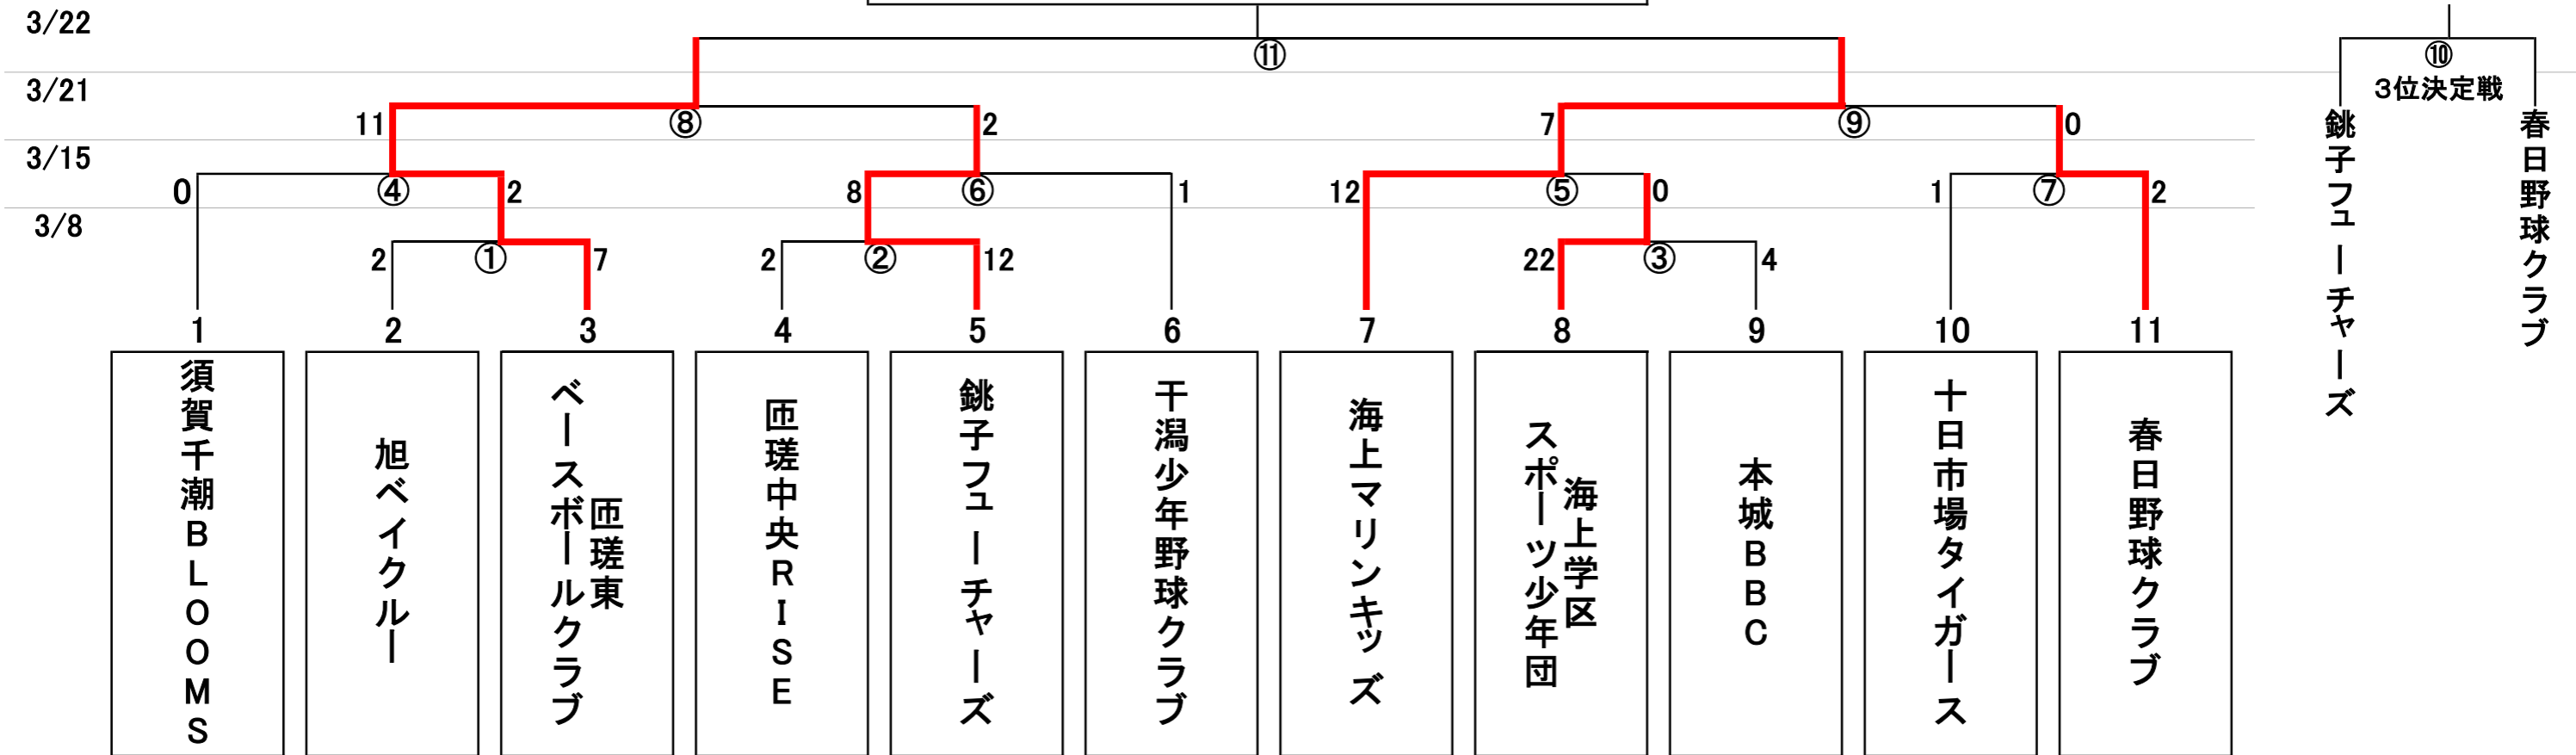 3/22
⑪
⑩
3/21
3位決定戦
11
⑧
2
7
⑨
0
3/15
0
④
2
8
⑥
1
12
⑤
0
1
⑦
2
3/8
2
①
7
2
②
12
22
③
4
1
2
3
4
5
6
7
8
9
10
11
須賀千潮BLOOMS
旭ベイクルー
匝瑳東
ベースボールクラブ
匝瑳中央RISE
銚子フューチャーズ
干潟少年野球クラブ
海上マリンキッズ
海上学区
スポーツ少年団
本城BBC
十日市場タイガース
春日野球クラブ
銚子フューチャーズ
春日野球クラブ